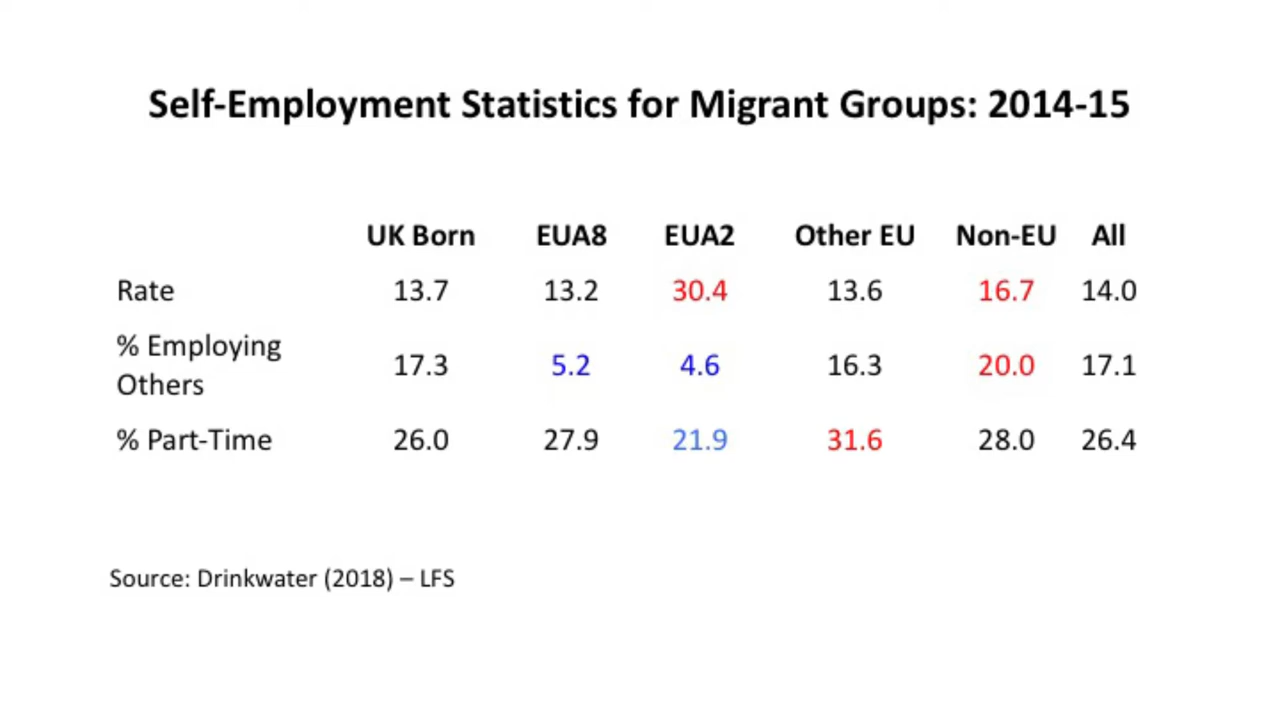 Self-Employment Statistics for Migrant Groups: 2014-15
UK Born EUA8 EUA2 Other EU Non-EU All
Rate 13.7 13.2 30.4 13.6 16.7 14.0
% Employing
Others 17.3 5.2 4.6 16.3 20.0 17.1
% Part-Time 26.0 27.9 21.9 31.6 28.0 26.4
Source: Drinkwater (2018) – LFS